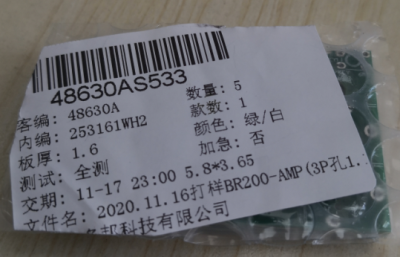 48630AS533
客编: 48630A 数量: 5
内编: 253161WH2 款数: 1
板厚: 1.6 颜色: 绿/白
测试: 全测 加急: 否
交期: 11-17 23:00 5.8*3.65
文件名: 2020.11.16打样BR200-AMP(3P孔1.
邦科技有限公司